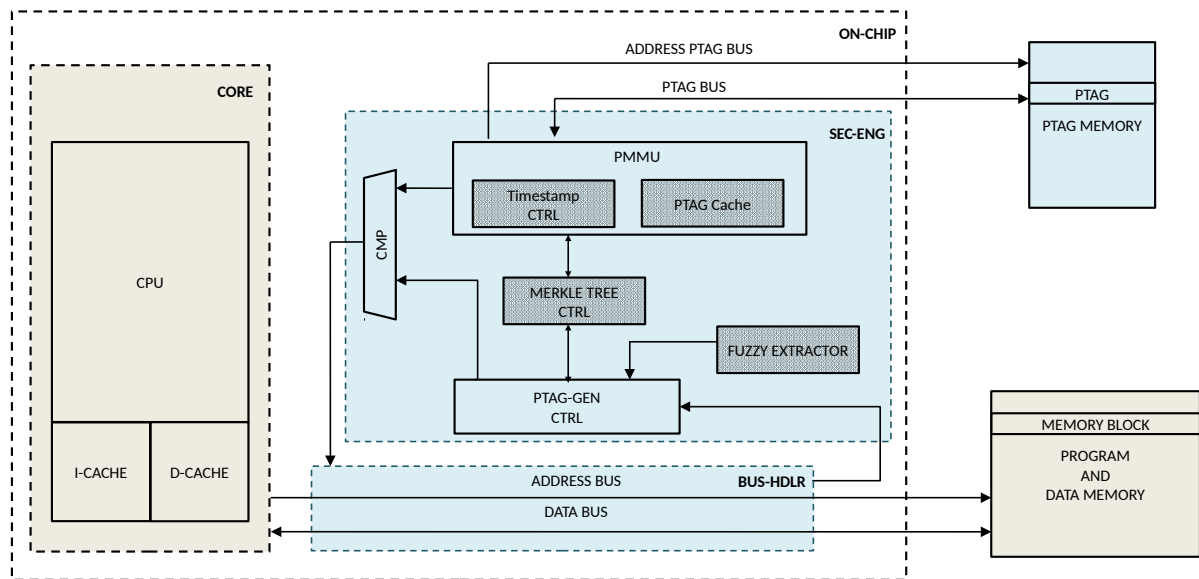 ON-CHIP
ADDRESS PTAG BUS
PTAG BUS
CORE
CPU
I-CACHE
D-CACHE
SEC-ENG
PMMU
Timestamp
CTRL
PTAG Cache
CMP
MERKLE TREE
CTRL
FUZZY EXTRACTOR
PTAG-GEN
CTRL
BUS-HDLR
ADDRESS BUS
DATA BUS
PTAG
PTAG MEMORY
MEMORY BLOCK
PROGRAM
AND
DATA MEMORY